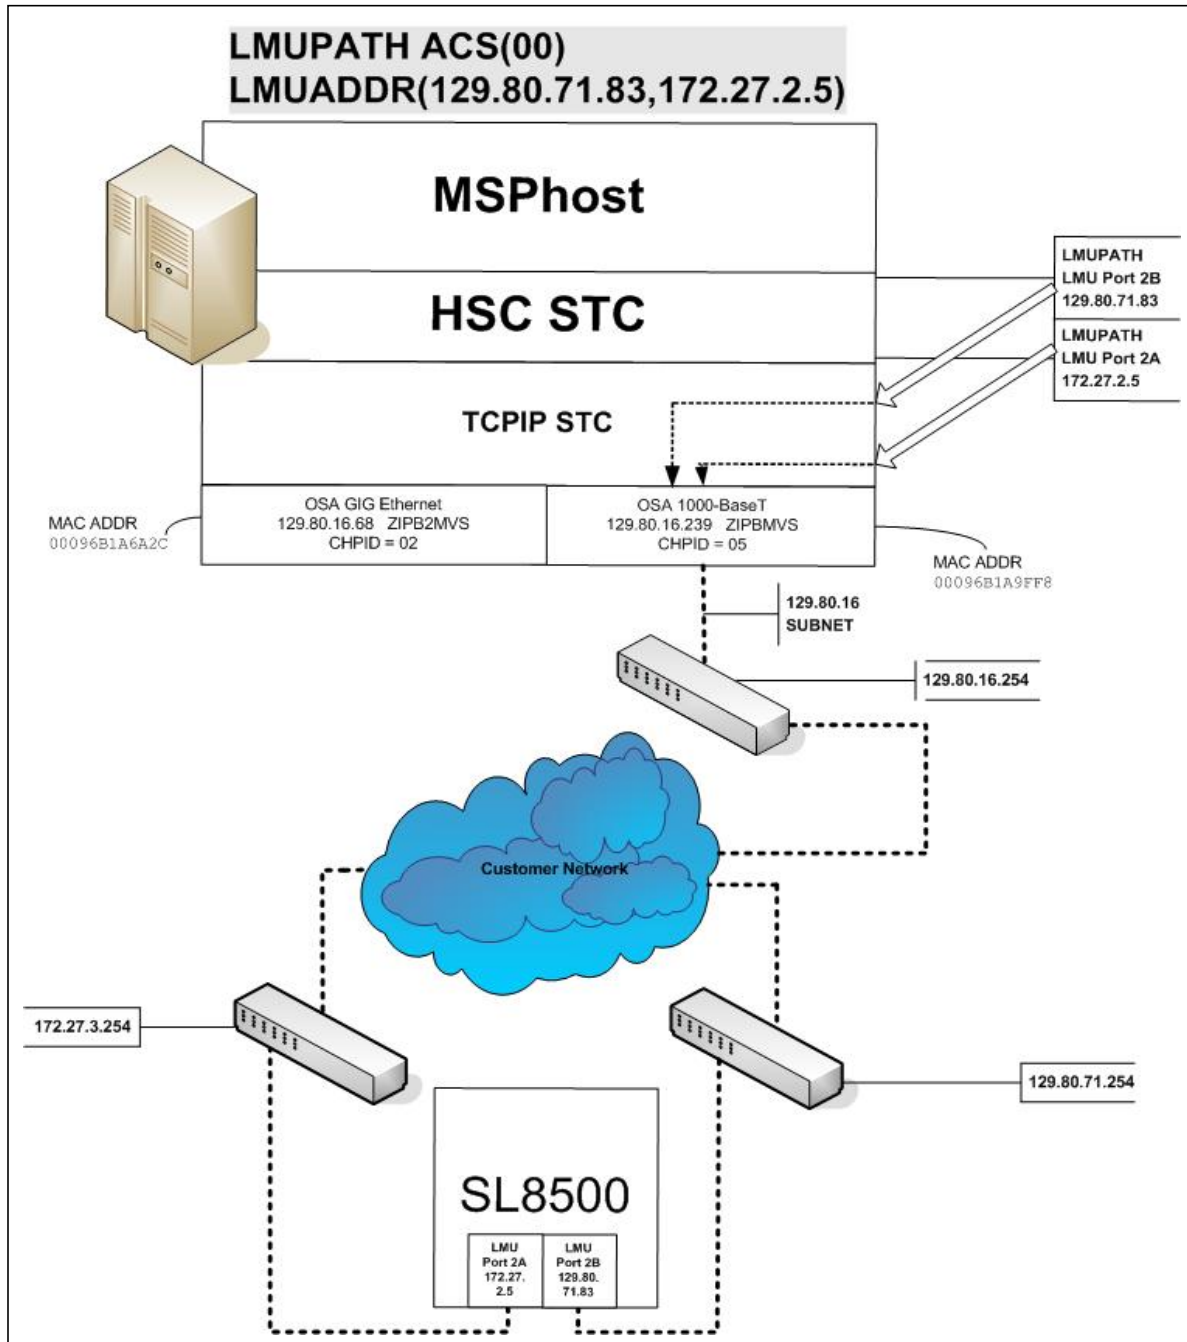 LMUPATH ACS(00)
LMUADDR(129.80.71.83,172.27.2.5)
MSPhost
HSC STC
TCPIP STC
LMUPATH
LMU Port 2B
129.80.71.83
LMUPATH
LMU Port 2A
172.27.2.5
OSA GIG Ethernet
129.80.16.68 ZIPB2MVS
CHPID = 02
OSA 1000-BaseT
129.80.16.239 ZIPBMVS
CHPID = 05
MAC ADDR
00096B1A6A2C
MAC ADDR
00096B1A9FF8
129.80.16
SUBNET
129.80.16.254
Customer Network
172.27.3.254
129.80.71.254
SL8500
LMU
Port 2A
172.27.
2.5
LMU
Port 2B
129.80.
71.83